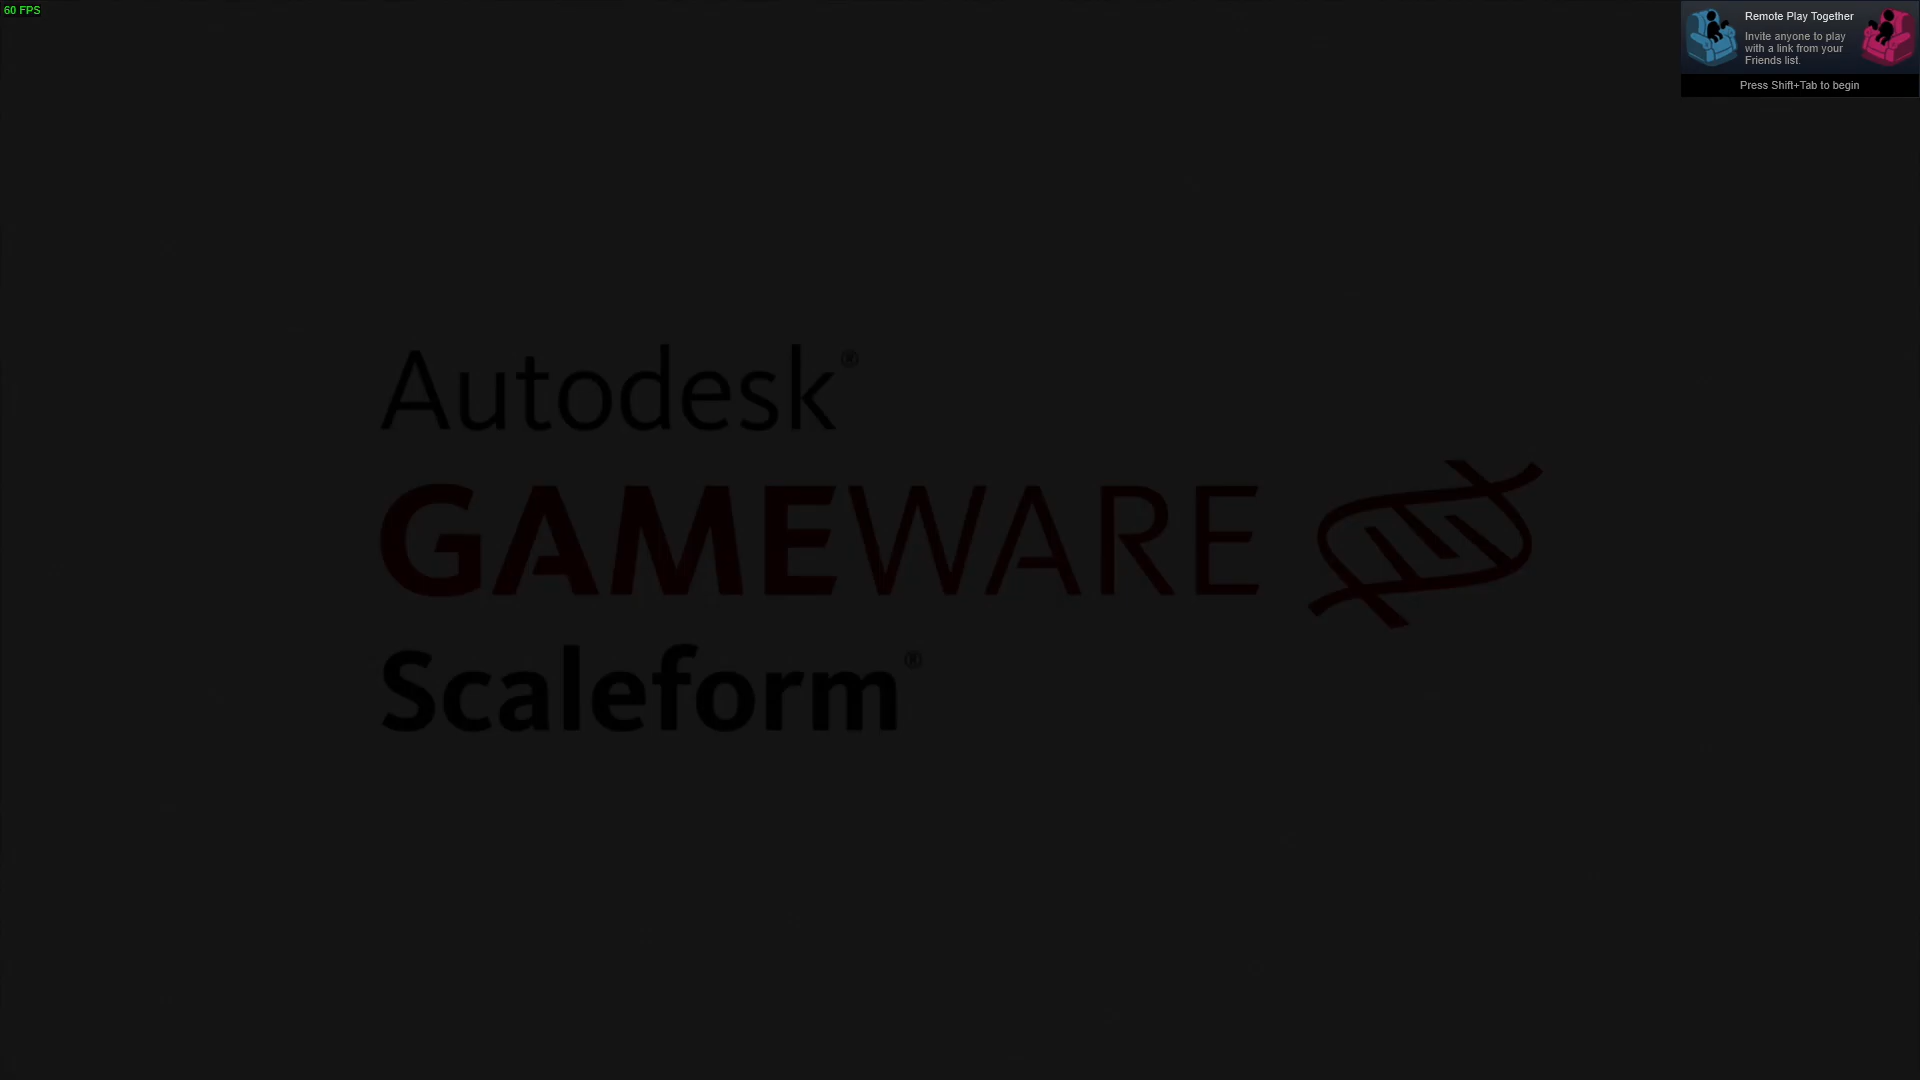 60 FPS
Remote Play Together
Invite anyone to play
with a link from your
Friends list.
Press Shift+Tab to begin
Autodesk®
GAMEWARE
Scaleform®